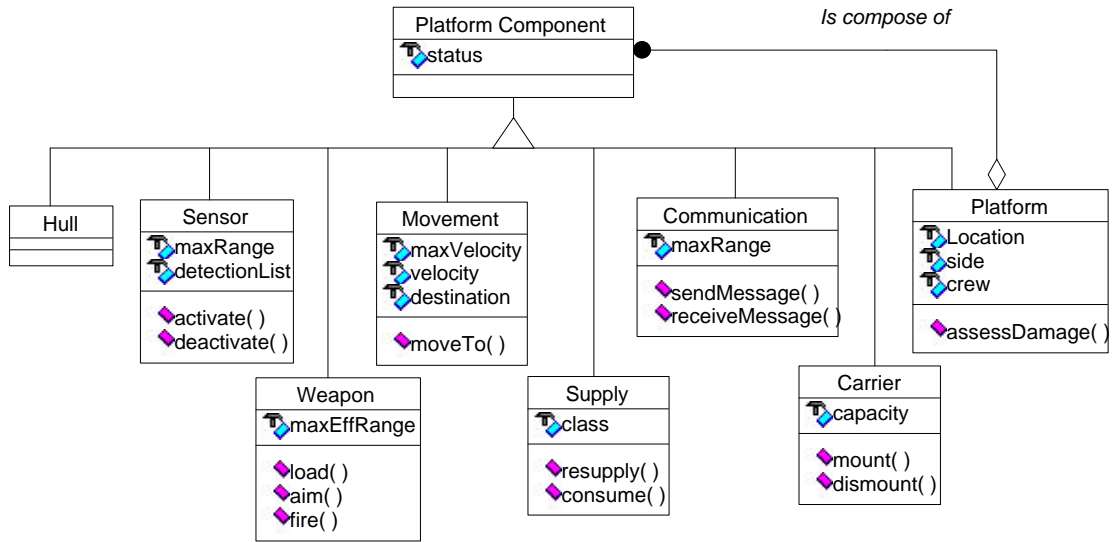 Is compose of
Platform Component
status
Hull
Sensor
maxRange
detectionList
activate( )
deactivate( )
Movement
maxVelocity
velocity
destination
moveTo( )
Communication
maxRange
sendMessage( )
receiveMessage( )
Platform
Location
side
crew
assessDamage( )
Weapon
maxEffRange
load( )
aim( )
fire( )
Supply
class
resupply( )
consume( )
Carrier
capacity
mount( )
dismount( )